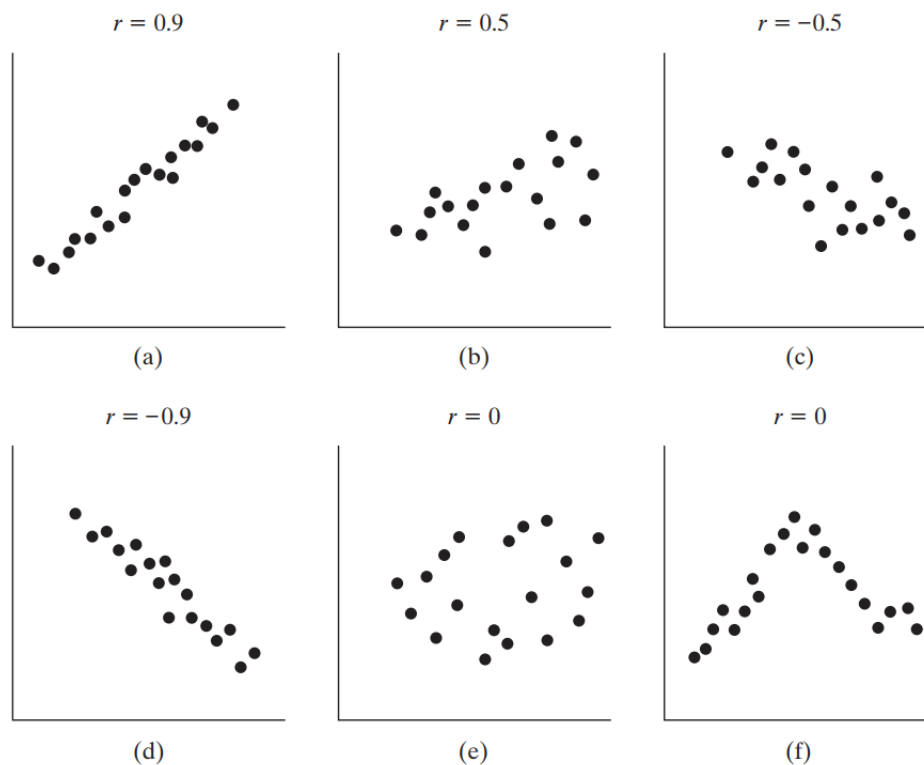 r = 0.9
r = 0.5
r = −0.5
(a)
(b)
(c)
r = −0.9
r = 0
r = 0
(d)
(e)
(f)